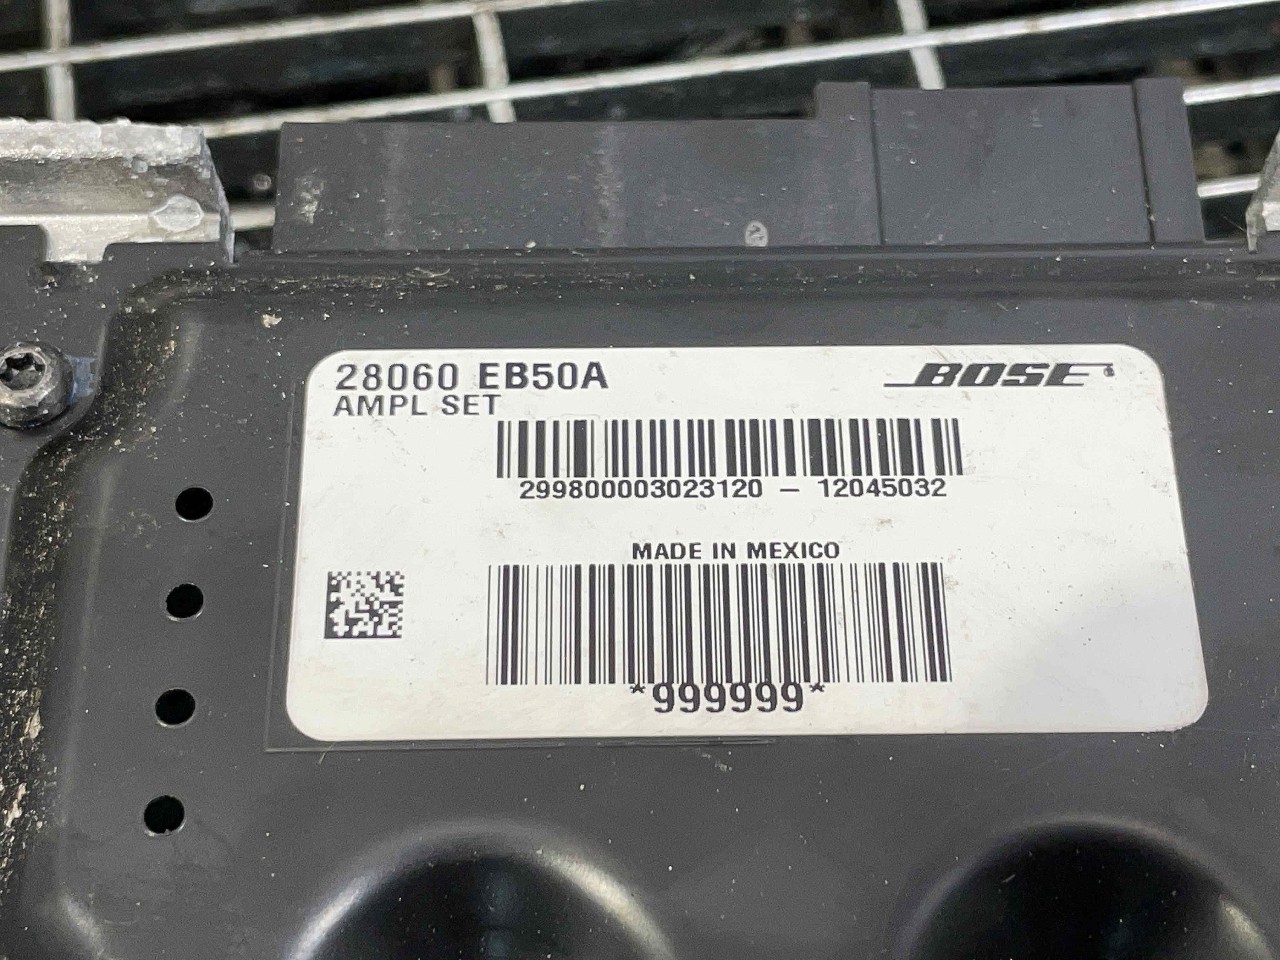 28060 EB50A
BOSE
AMPL SET
299800003023120 - 12045032
MADE IN MEXICO
*999999*